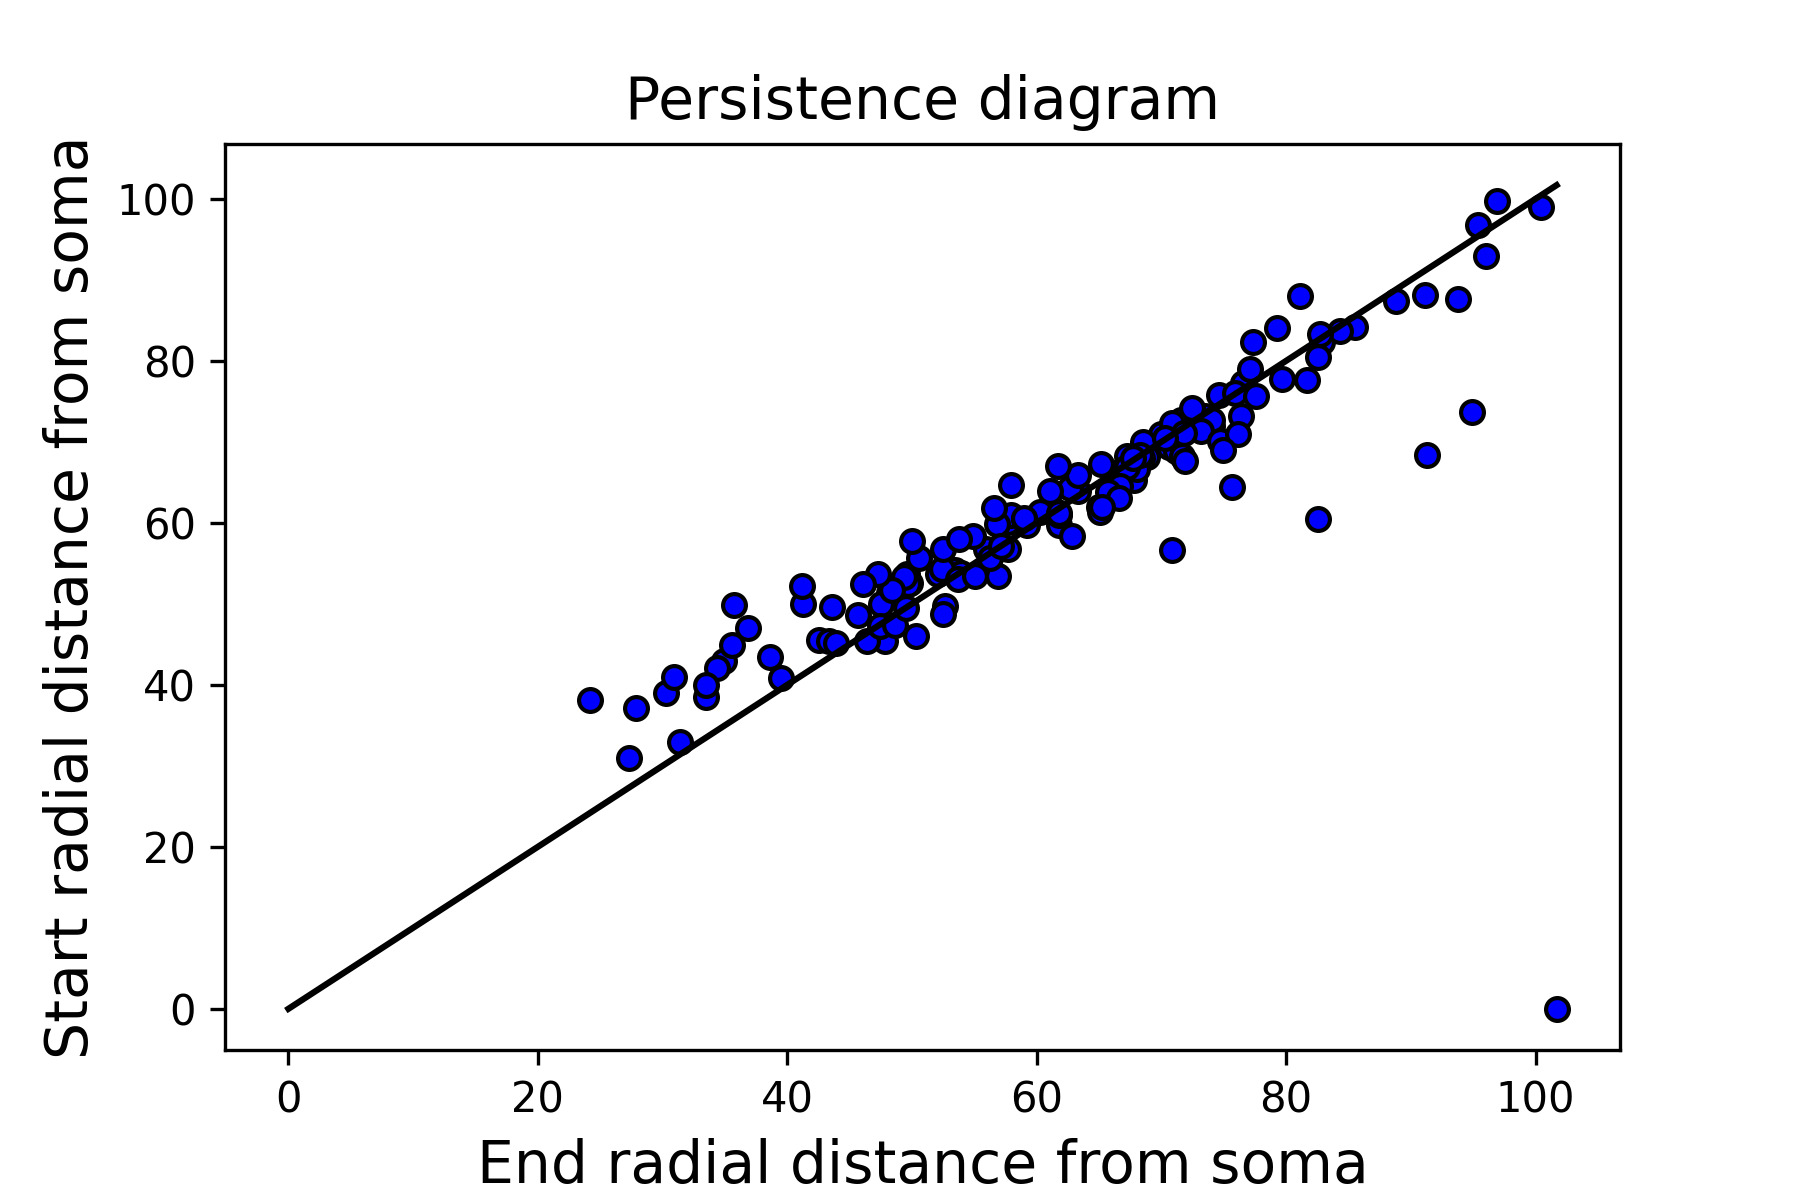 Persistence diagram
Start radial distance from soma
100
80
60
40
20
0
0 20 40 60 80 100
End radial distance from soma